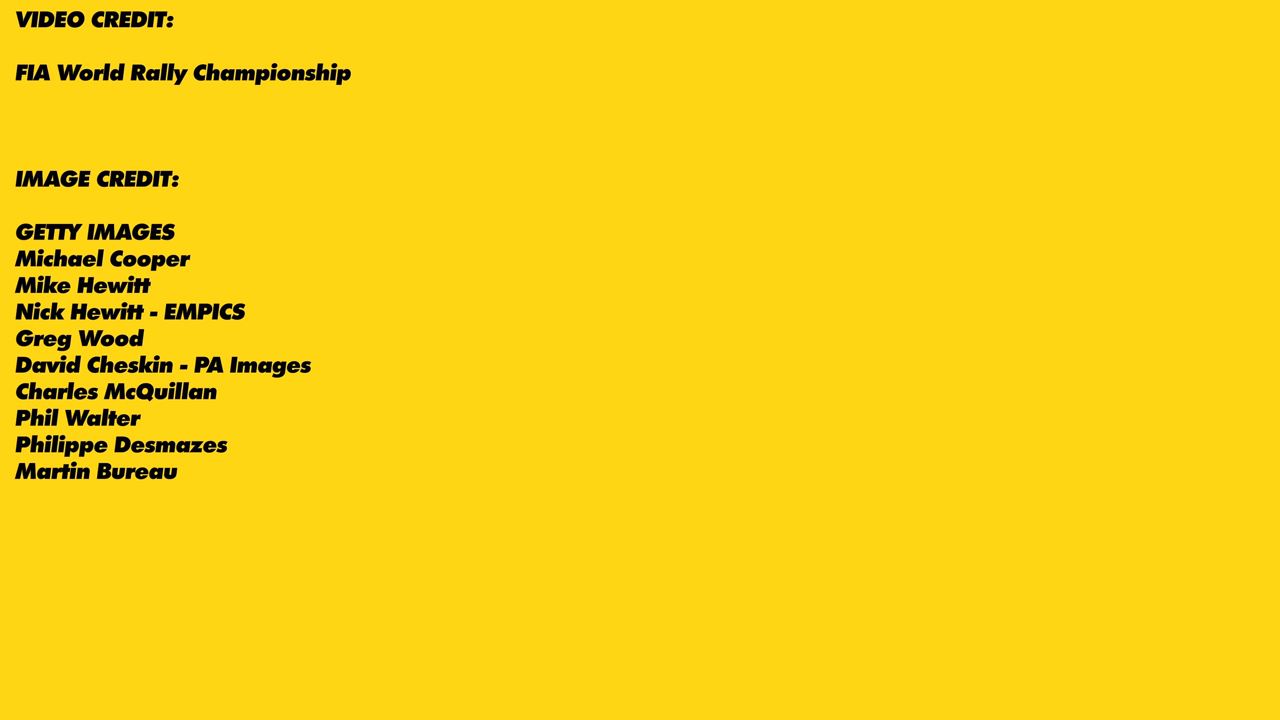 VIDEO CREDIT:
FIA World Rally Championship
IMAGE CREDIT:
GETTY IMAGES
Michael Cooper
Mike Hewitt
Nick Hewitt - EMPICS
Greg Wood
David Cheskin - PA Images
Charles McQuillan
Phil Walter
Philippe Desmazes
Martin Bureau